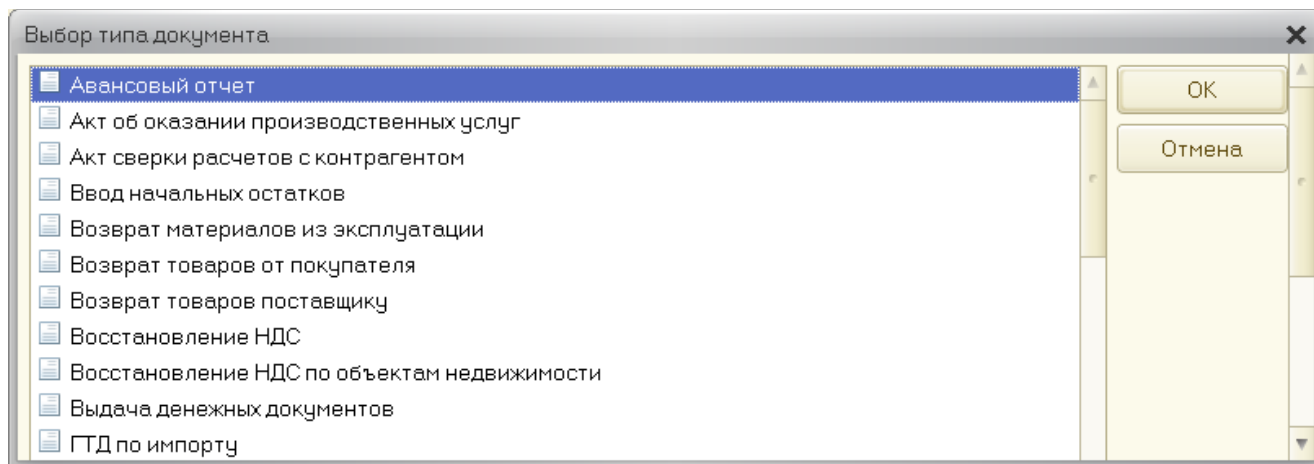 Выбор типа документа
Авансовый отчет
Акт об оказании производственных услуг
Акт сверки расчетов с контрагентом
Ввод начальных остатков
Возврат материалов из эксплуатации
Возврат товаров от покупателя
Возврат товаров поставщику
Восстановление НДС
Восстановление НДС по объектам недвижимости
Выдача денежных документов
ГТД по импорту
OK
Отмена